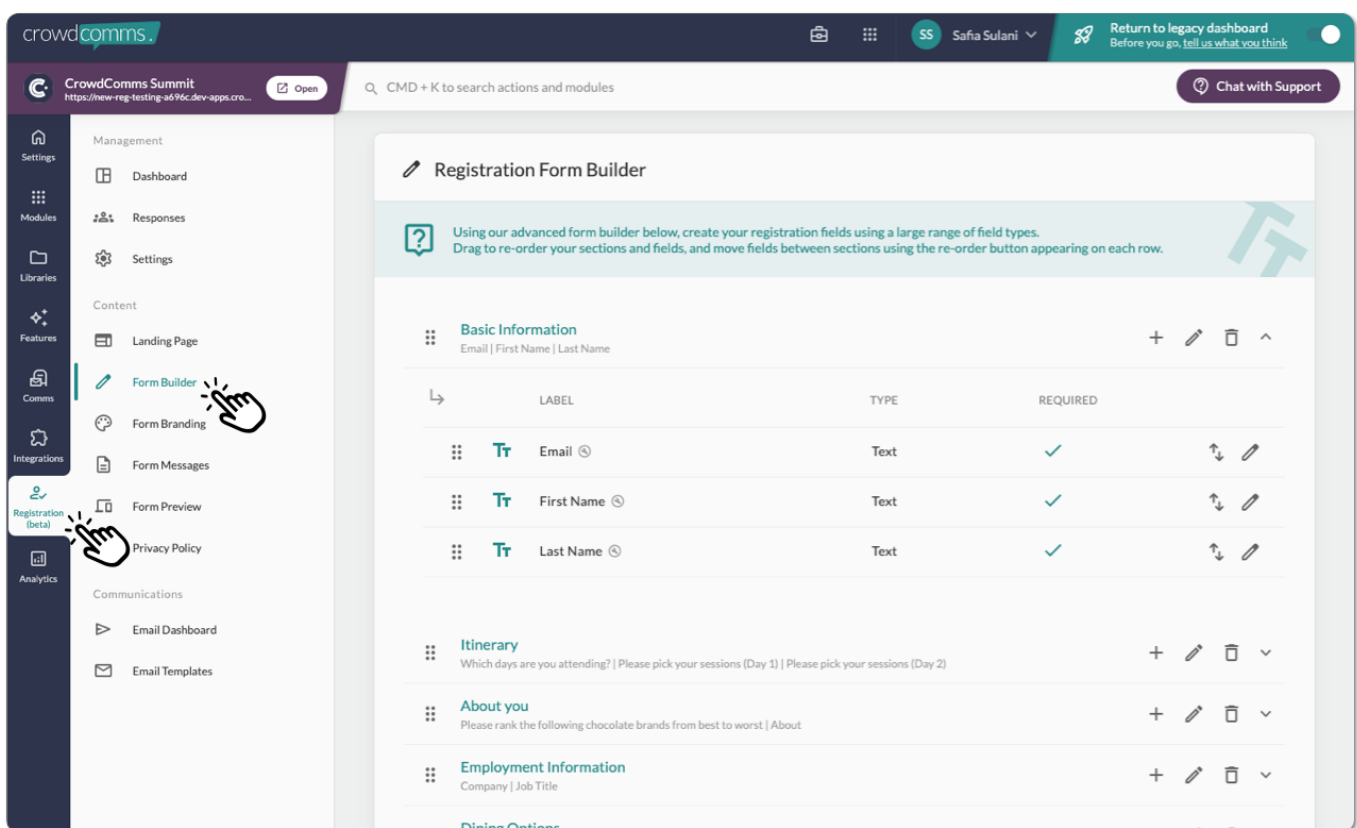 crowdcomms.
SS
Safia Sulani
Return to legacy dashboard
Before you go, tell us what you think
CrowdComms Summit
https://new-reg-testing-a696c.dev-apps.cro...
Open
CMD + K to search actions and modules
Chat with Support
Settings
Modules
Libraries
Features
Comms
Integrations
Registration
(beta)
Analytics
Management
Dashboard
Responses
Settings
Content
Landing Page
Form Builder
Form Branding
Form Messages
Form Preview
Privacy Policy
Communications
Email Dashboard
Email Templates
Registration Form Builder
Using our advanced form builder below, create your registration fields using a large range of field types.
Drag to re-order your sections and fields, and move fields between sections using the re-order button appearing on each row.
Basic Information
Email | First Name | Last Name
LABEL TYPE REQUIRED
Email Text
First Name Text
Last Name Text
Itinerary
Which days are you attending? | Please pick your sessions (Day 1) | Please pick your sessions (Day 2)
About you
Please rank the following chocolate brands from best to worst | About
Employment Information
Company | Job Title
Dining Options